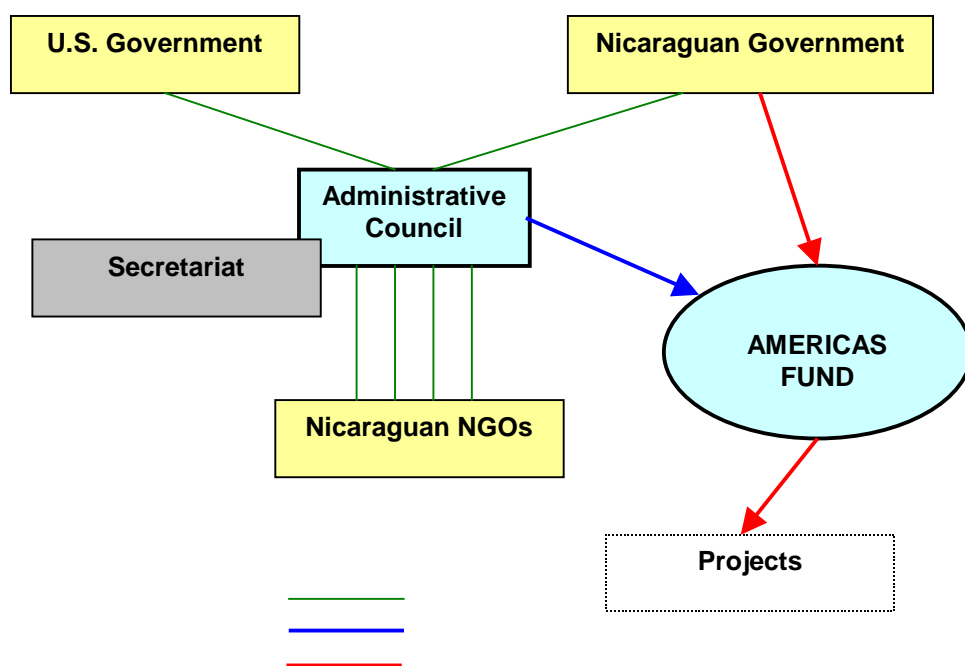 U.S. Government
Nicaraguan Government
Administrative
Council
Secretariat
AMERICAS
FUND
Nicaraguan NGOs
Projects